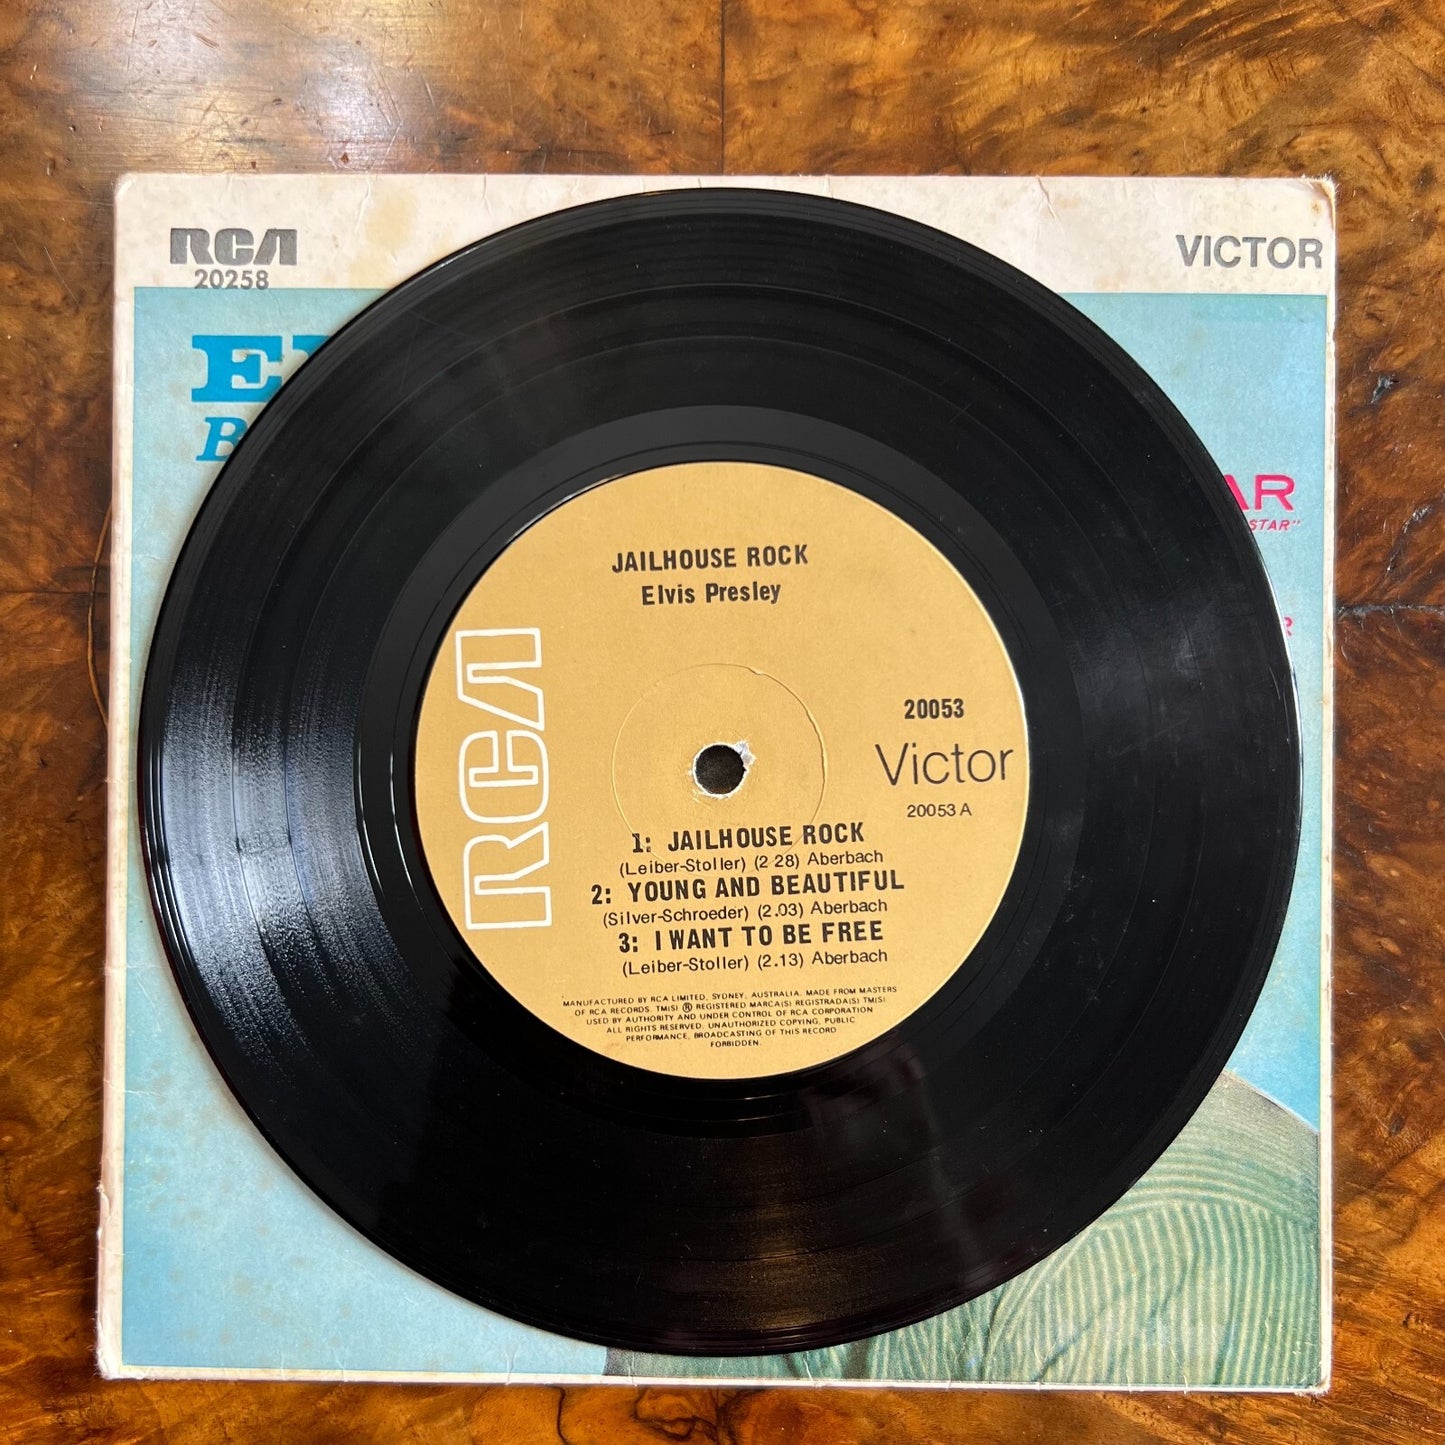 RCA
20258
VICTOR
STAR"
JAILHOUSE ROCK
Elvis Presley
RCA
20053
Victor
20053 A
1: JAILHOUSE ROCK
(Leiber-Stoller) (2 28) Aberbach
2: YOUNG AND BEAUTIFUL
(Silver-Schroeder) (2.03) Aberbach
3: I WANT TO BE FREE
(Leiber-Stoller) (2.13) Aberbach
MANUFACTURED BY RCA LIMITED, SYDNEY, AUSTRALIA. MADE FROM MASTERS
OF RCA RECORDS. TM(S) ® REGISTERED MARCA(S) REGISTRADA(S) TM(S)
USED BY AUTHORITY AND UNDER CONTROL OF RCA CORPORATION
ALL RIGHTS RESERVED. UNAUTHORIZED COPYING, PUBLIC
PERFORMANCE, BROADCASTING OF THIS RECORD
FORBIDDEN.